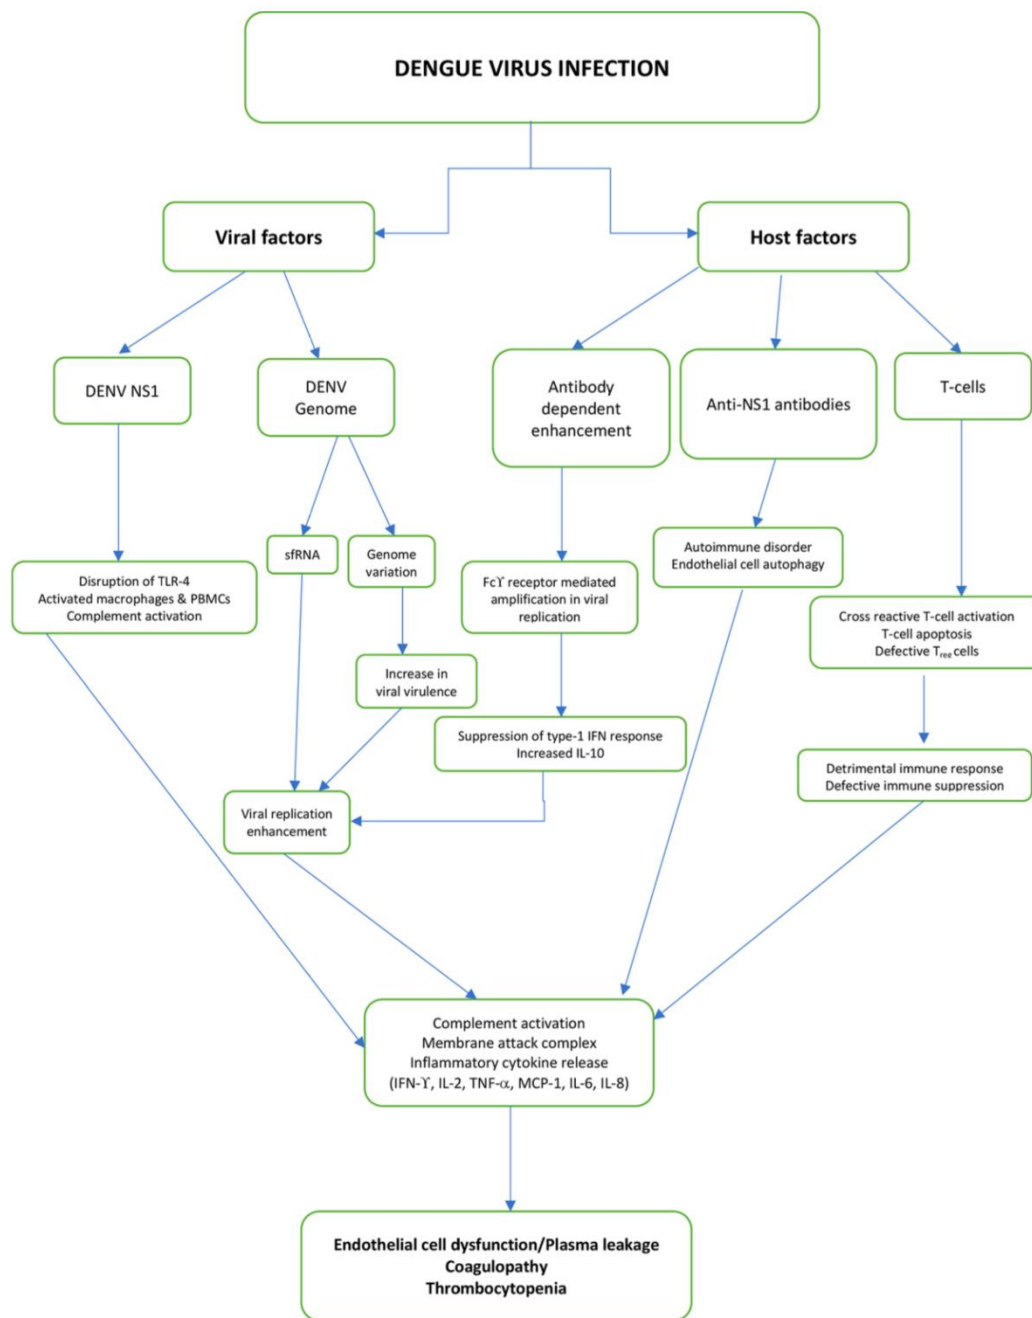 DENGUE VIRUS INFECTION
Viral factors
Host factors
DENV NS1
DENV
Genome
Antibody
dependent
enhancement
Anti-NS1 antibodies
T-cells
sfRNA
Genome
variation
Autoimmune disorder
Endothelial cell autophagy
Disruption of TLR-4
Activated macrophages & PBMCs
Complement activation
Fcϒ receptor mediated
amplification in viral
replication
Cross reactive T-cell activation
T-cell apoptosis
Defective Treg cells
Increase in
viral virulence
Suppression of type-1 IFN response
Increased IL-10
Detrimental immune response
Defective immune suppression
Viral replication
enhancement
Complement activation
Membrane attack complex
Inflammatory cytokine release
(IFN-ϒ, IL-2, TNF-α, MCP-1, IL-6, IL-8)
Endothelial cell dysfunction/Plasma leakage
Coagulopathy
Thrombocytopenia